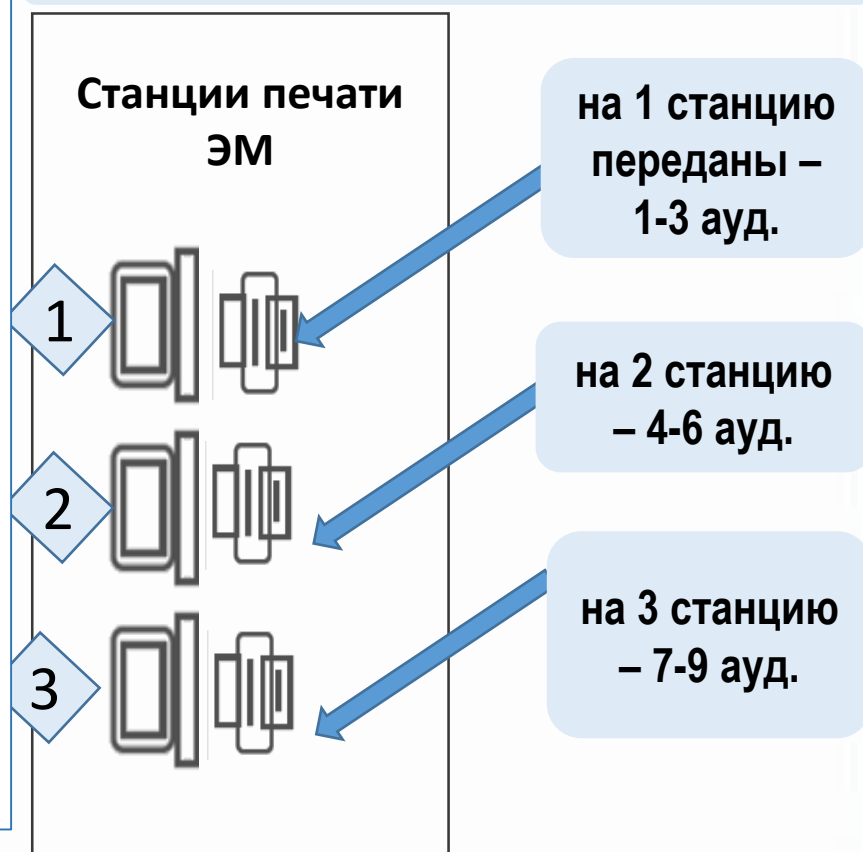 Станции печати
ЭМ
на 1 станцию
переданы –
1-3 ауд.
1
на 2 станцию
– 4-6 ауд.
2
на 3 станцию
– 7-9 ауд.
3